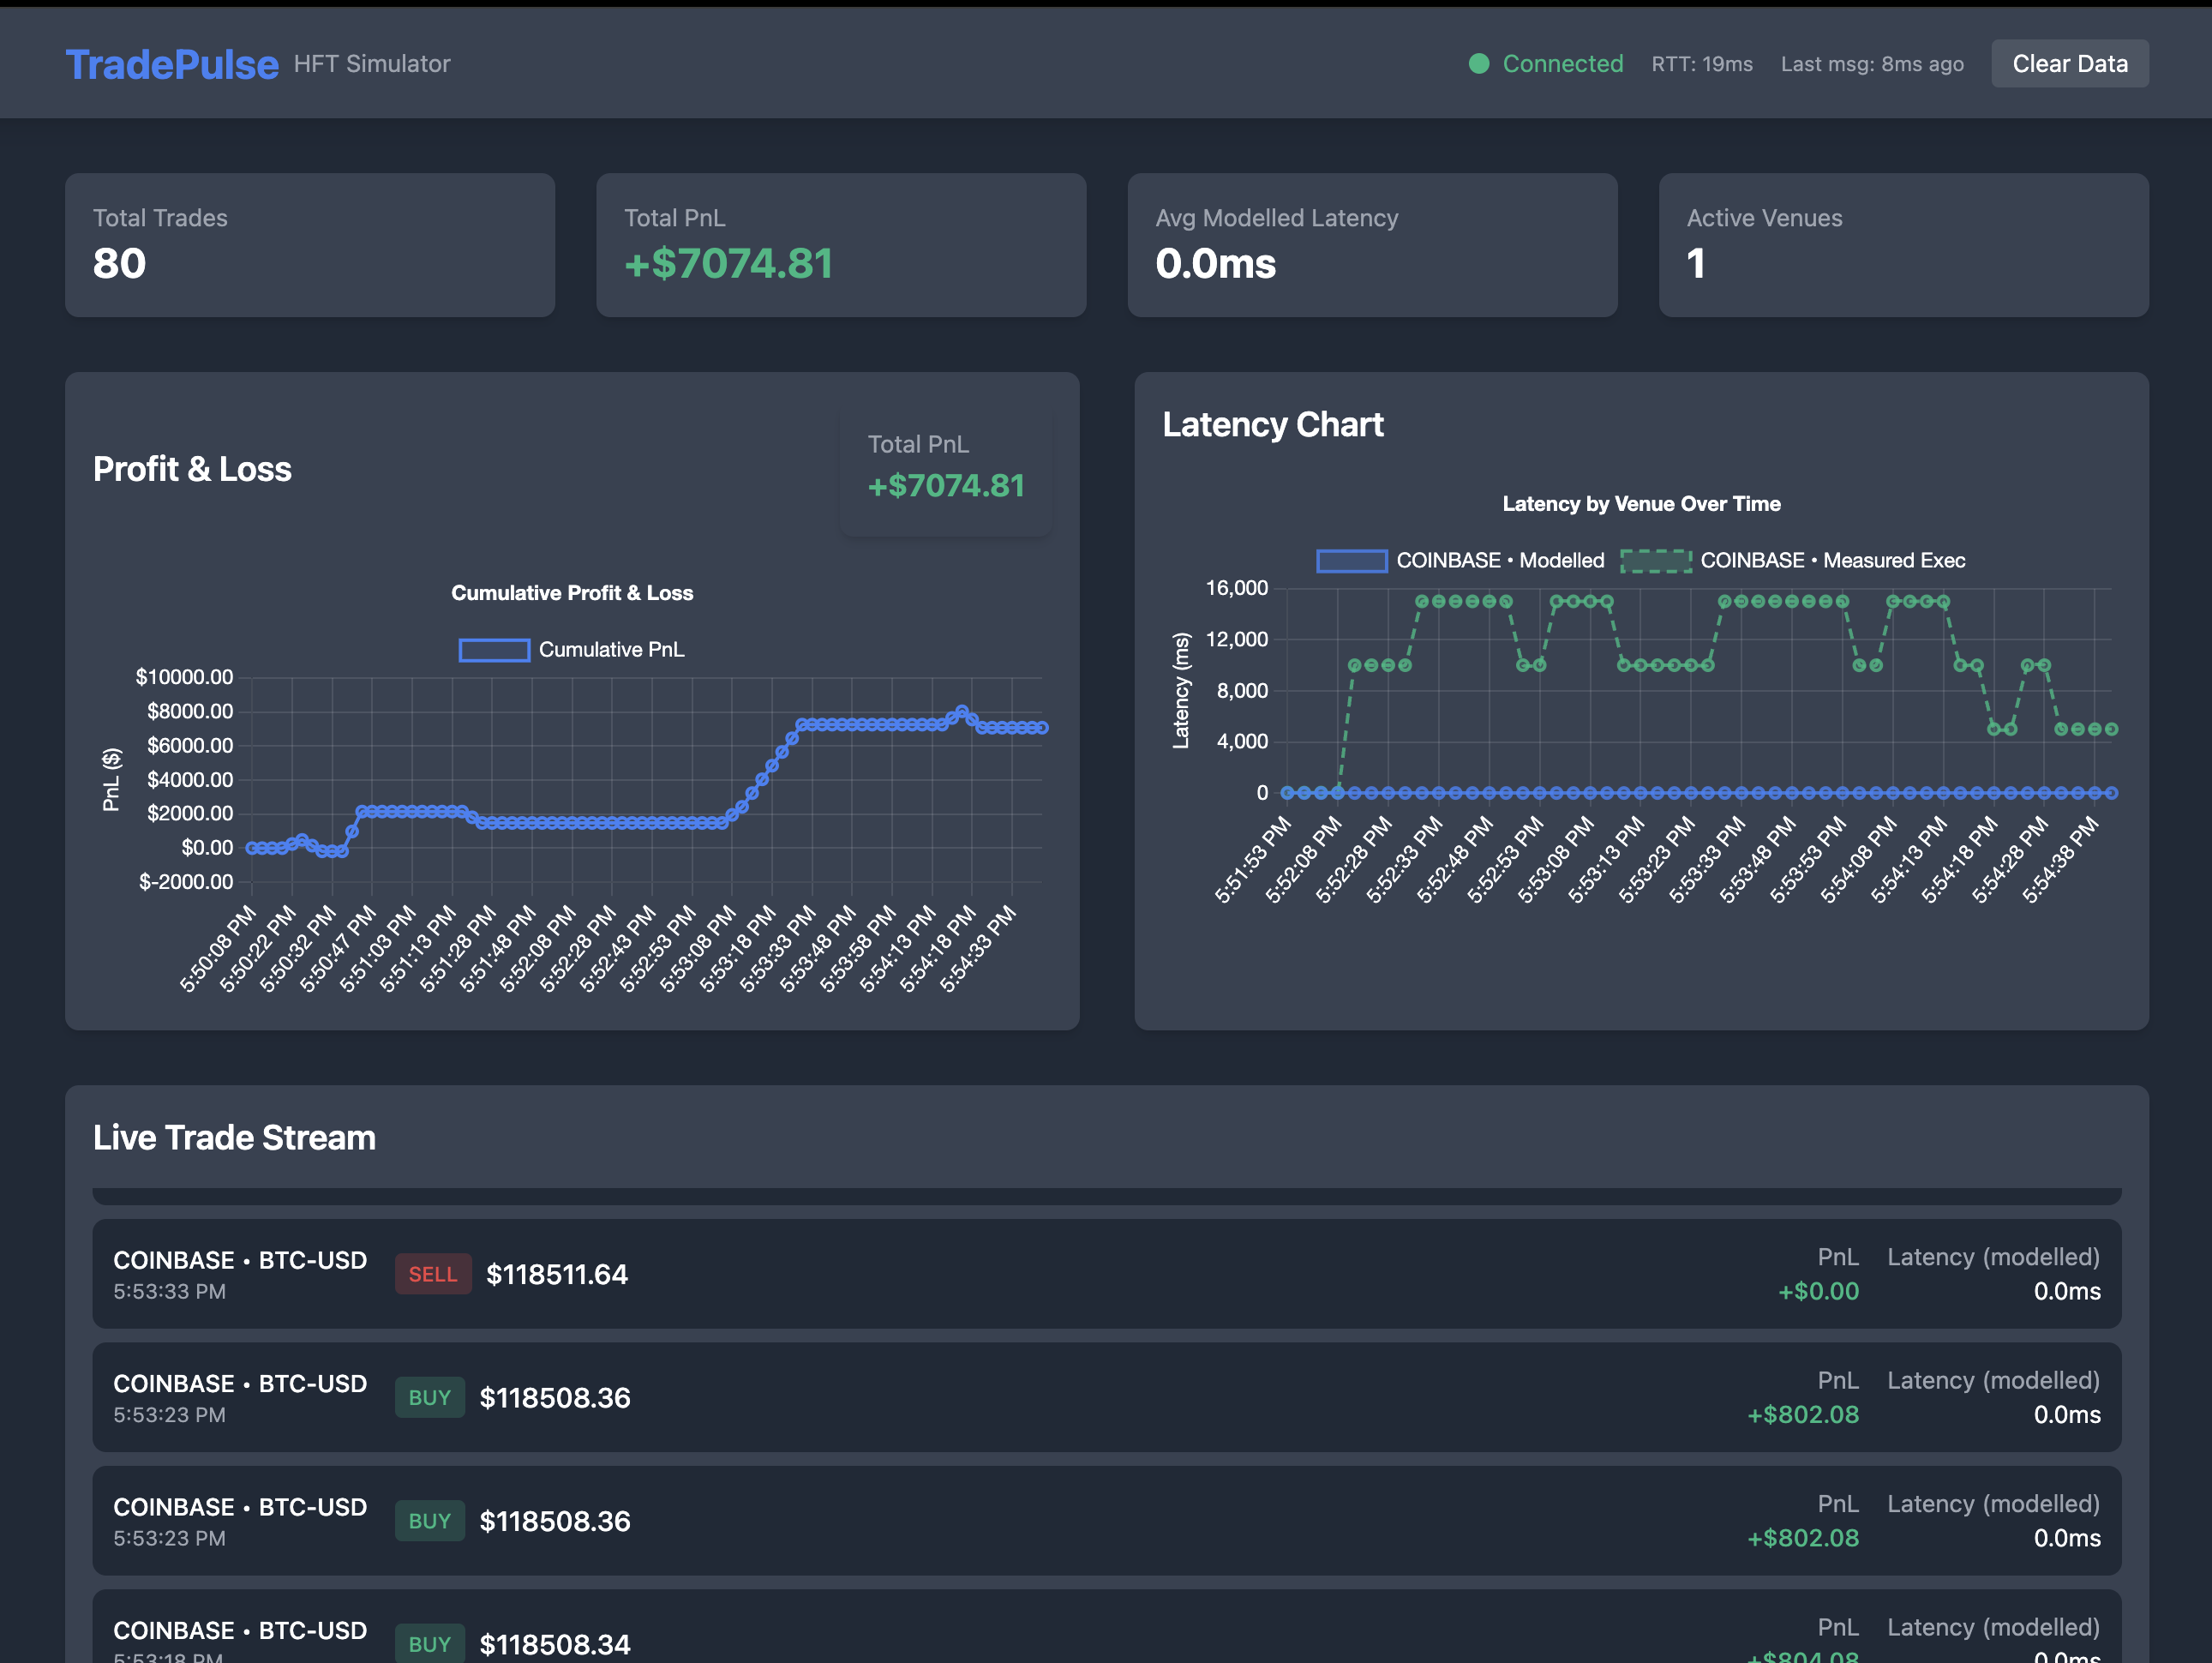 TradePulse HFT Simulator
Connected RTT: 19ms Last msg: 8ms ago Clear Data
Total Trades
80
Total PnL
+$7074.81
Avg Modelled Latency
0.0ms
Active Venues
1
Profit & Loss
Total PnL
+$7074.81
Cumulative Profit & Loss
Cumulative PnL
PnL ($)
$10000.00
$8000.00
$6000.00
$4000.00
$2000.00
$0.00
$-2000.00
5:50:08 PM
5:50:22 PM
5:50:32 PM
5:50:47 PM
5:51:03 PM
5:51:13 PM
5:51:28 PM
5:51:48 PM
5:52:08 PM
5:52:28 PM
5:52:43 PM
5:52:53 PM
5:53:08 PM
5:53:18 PM
5:53:33 PM
5:53:48 PM
5:53:58 PM
5:54:13 PM
5:54:18 PM
5:54:33 PM
Latency Chart
Latency by Venue Over Time
COINBASE • Modelled COINBASE • Measured Exec
Latency (ms)
16,000
12,000
8,000
4,000
0
5:51:53 PM
5:52:08 PM
5:52:28 PM
5:52:33 PM
5:52:48 PM
5:52:53 PM
5:53:08 PM
5:53:13 PM
5:53:23 PM
5:53:33 PM
5:53:48 PM
5:53:53 PM
5:54:08 PM
5:54:13 PM
5:54:18 PM
5:54:28 PM
5:54:38 PM
Live Trade Stream
COINBASE • BTC-USD
5:53:33 PM
SELL $118511.64
PnL
+$0.00
Latency (modelled)
0.0ms
COINBASE • BTC-USD
5:53:23 PM
BUY $118508.36
PnL
+$802.08
Latency (modelled)
0.0ms
COINBASE • BTC-USD
5:53:23 PM
BUY $118508.36
PnL
+$802.08
Latency (modelled)
0.0ms
COINBASE • BTC-USD
5:53:18 PM
BUY $118508.34
PnL
+$804.08
Latency (modelled)
0.0ms